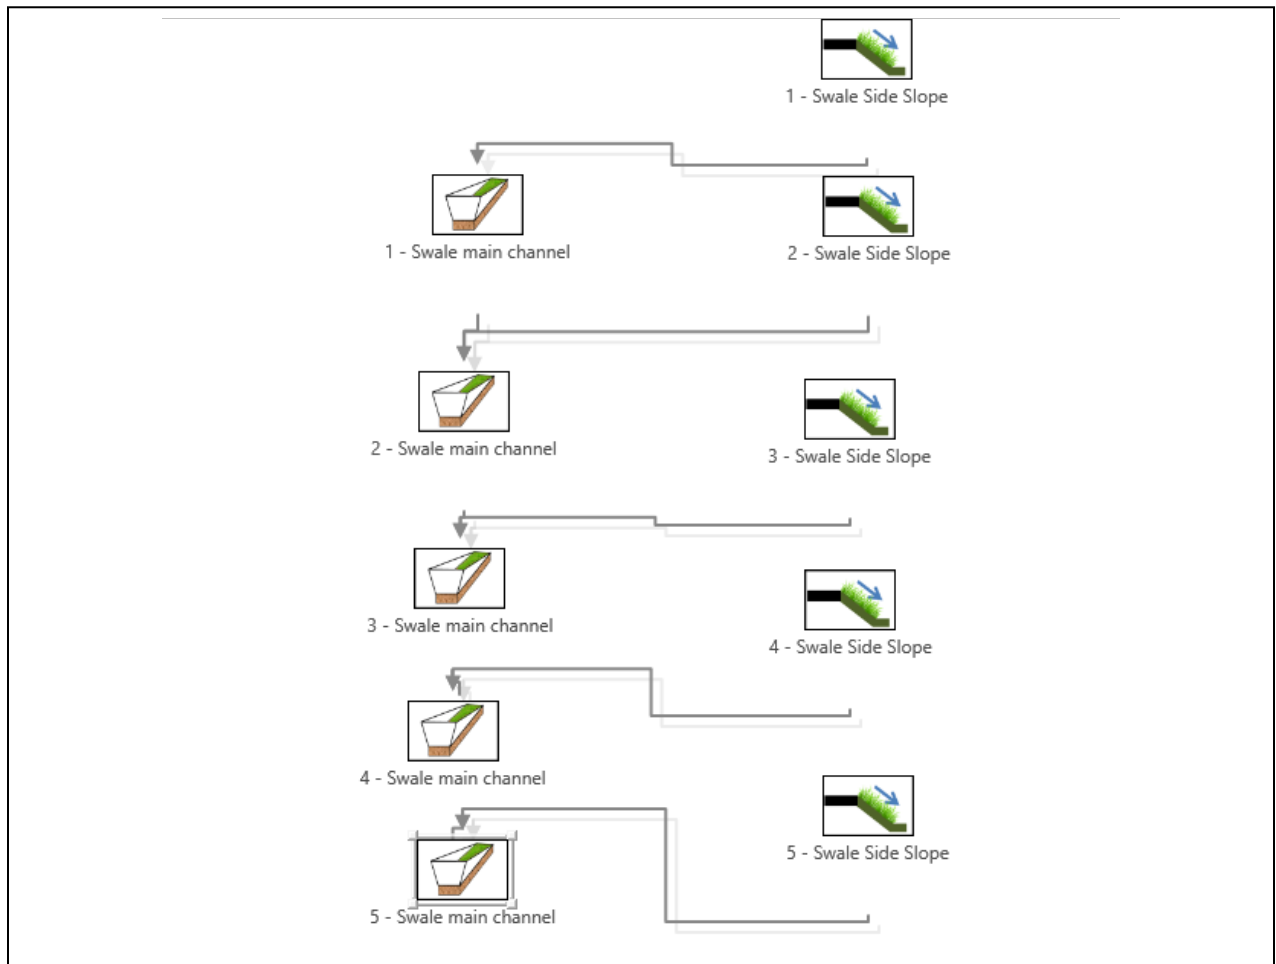 1 - Swale Side Slope
1 - Swale main channel
2 - Swale Side Slope
2 - Swale main channel
3 - Swale Side Slope
3 - Swale main channel
4 - Swale Side Slope
4 - Swale main channel
5 - Swale Side Slope
5 - Swale main channel